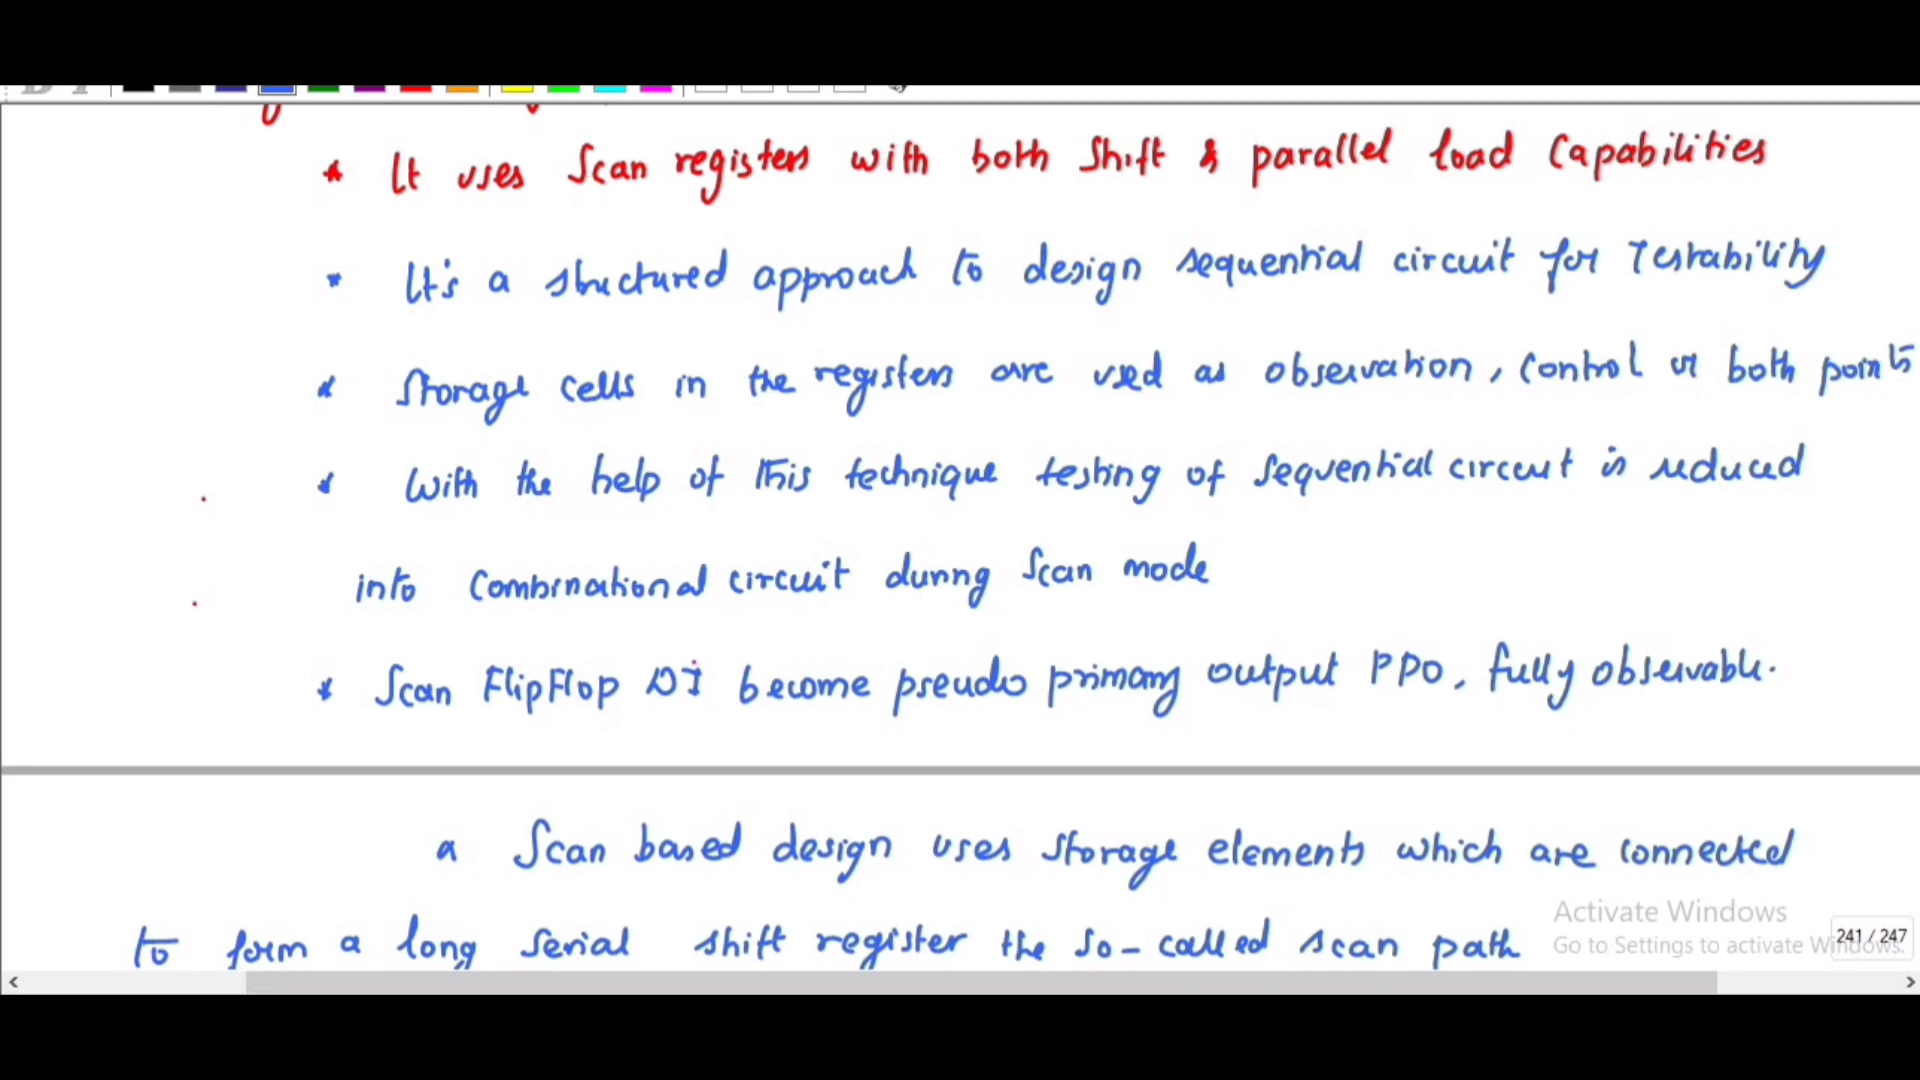 * It uses Scan registers with both Shift & parallel load Capabilities
* It's a structured approach to design sequential circuit for Testability
* Storage cells in the registers are used as observation, control or both points
* With the help of this technique testing of sequential circuit is reduced
into Combinational circuit during Scan mode
* Scan FlipFlop DI become pseudo primary output PPO, fully observable.
* Scan based design uses storage elements which are connected
to form a long serial shift register the so-called scan path
Activate Windows
Go to Settings to activate Windows.
241 / 247